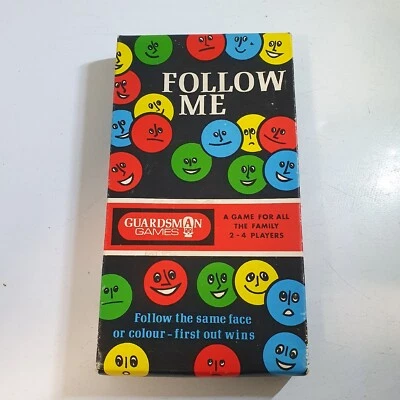 FOLLOW
ME
GUARDSMAN
GAMES
A GAME FOR ALL
THE FAMILY
2-4 PLAYERS
Follow the same face
or colour-first out wins